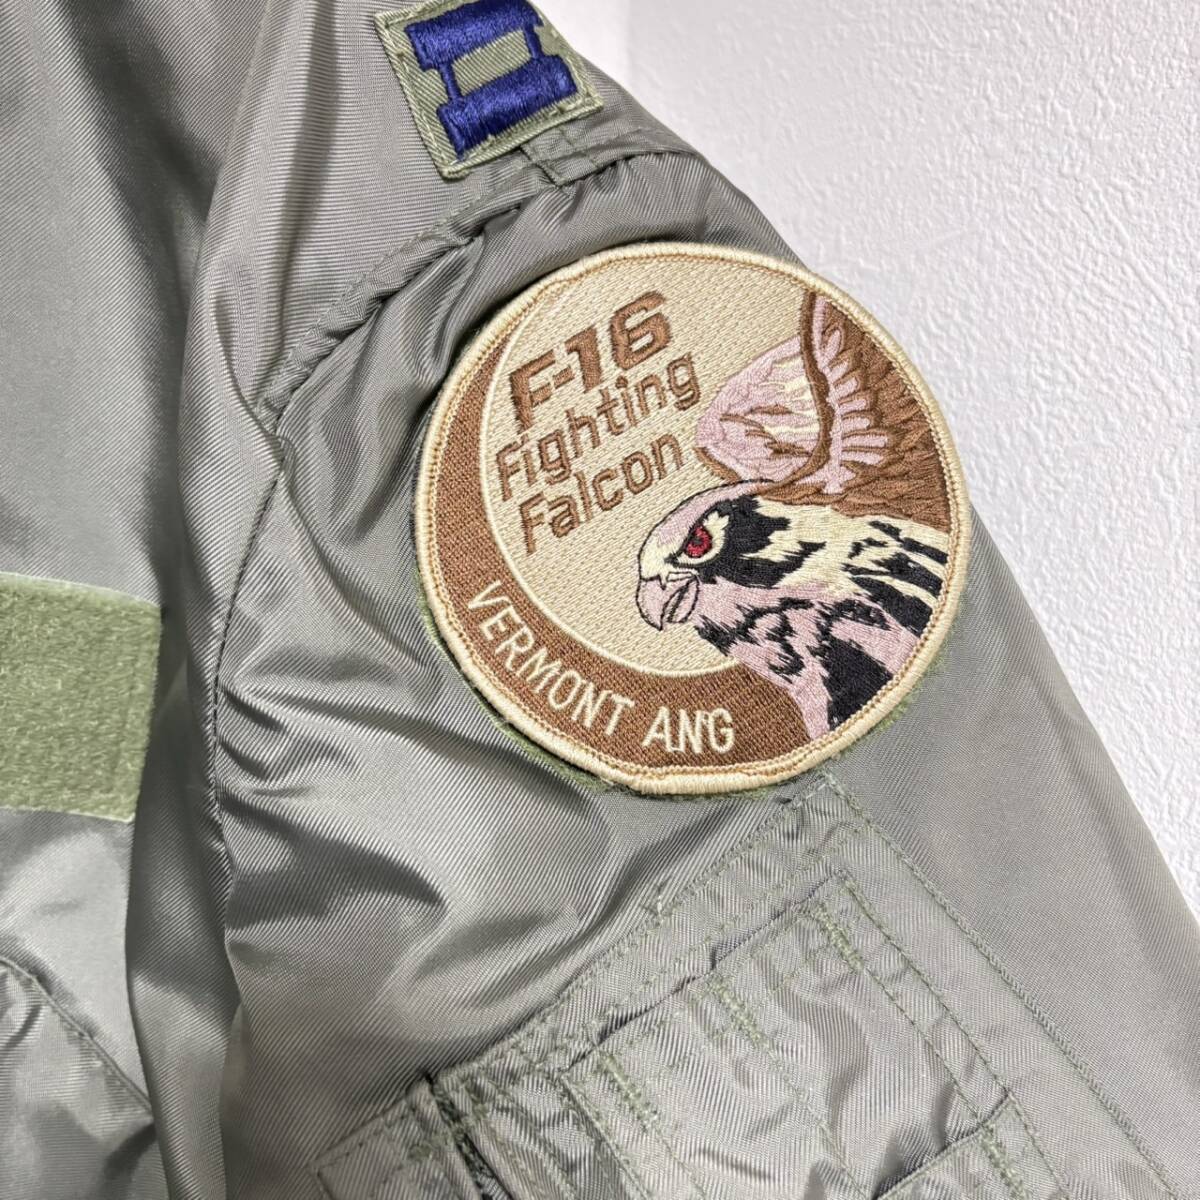 F-16
Fighting
Falcon
VERMONT ANG